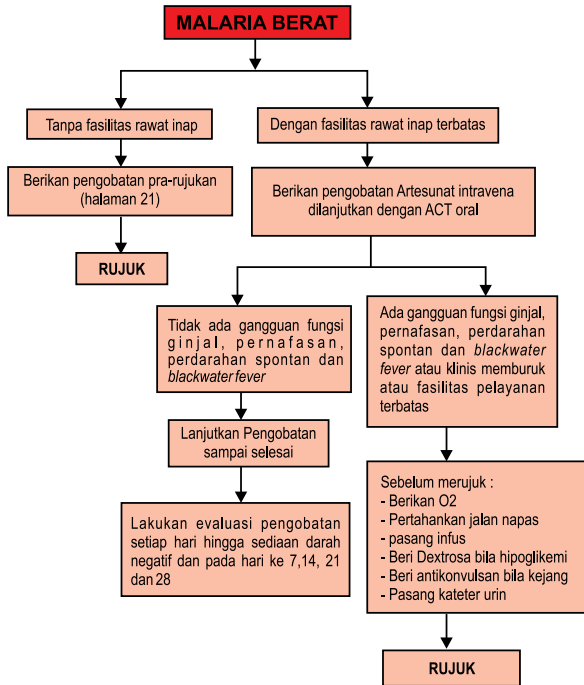 MALARIA BERAT
Tanpa fasilitas rawat inap
Berikan pengobatan pra-rujukan
(halaman 21)
RUJUK
Dengan fasilitas rawat inap terbatas
Berikan pengobatan Artesunat intravena
dilanjutkan dengan ACT oral
Tidak ada gangguan fungsi
ginjal, pernafasan,
perdarahan spontan dan
blackwater fever
Lanjutkan Pengobatan
sampai selesai
Lakukan evaluasi pengobatan
setiap hari hingga sediaan darah
negatif dan pada hari ke 7,14, 21
dan 28
Ada gangguan fungsi ginjal,
pernafasan, perdarahan
spontan dan blackwater
fever atau klinis memburuk
atau fasilitas pelayanan
terbatas
Sebelum merujuk :
- Berikan O2
- Pertahankan jalan napas
- pasang infus
- Beri Dextrosa bila hipoglikemi
- Beri antikonvulsan bila kejang
- Pasang kateter urin
RUJUK